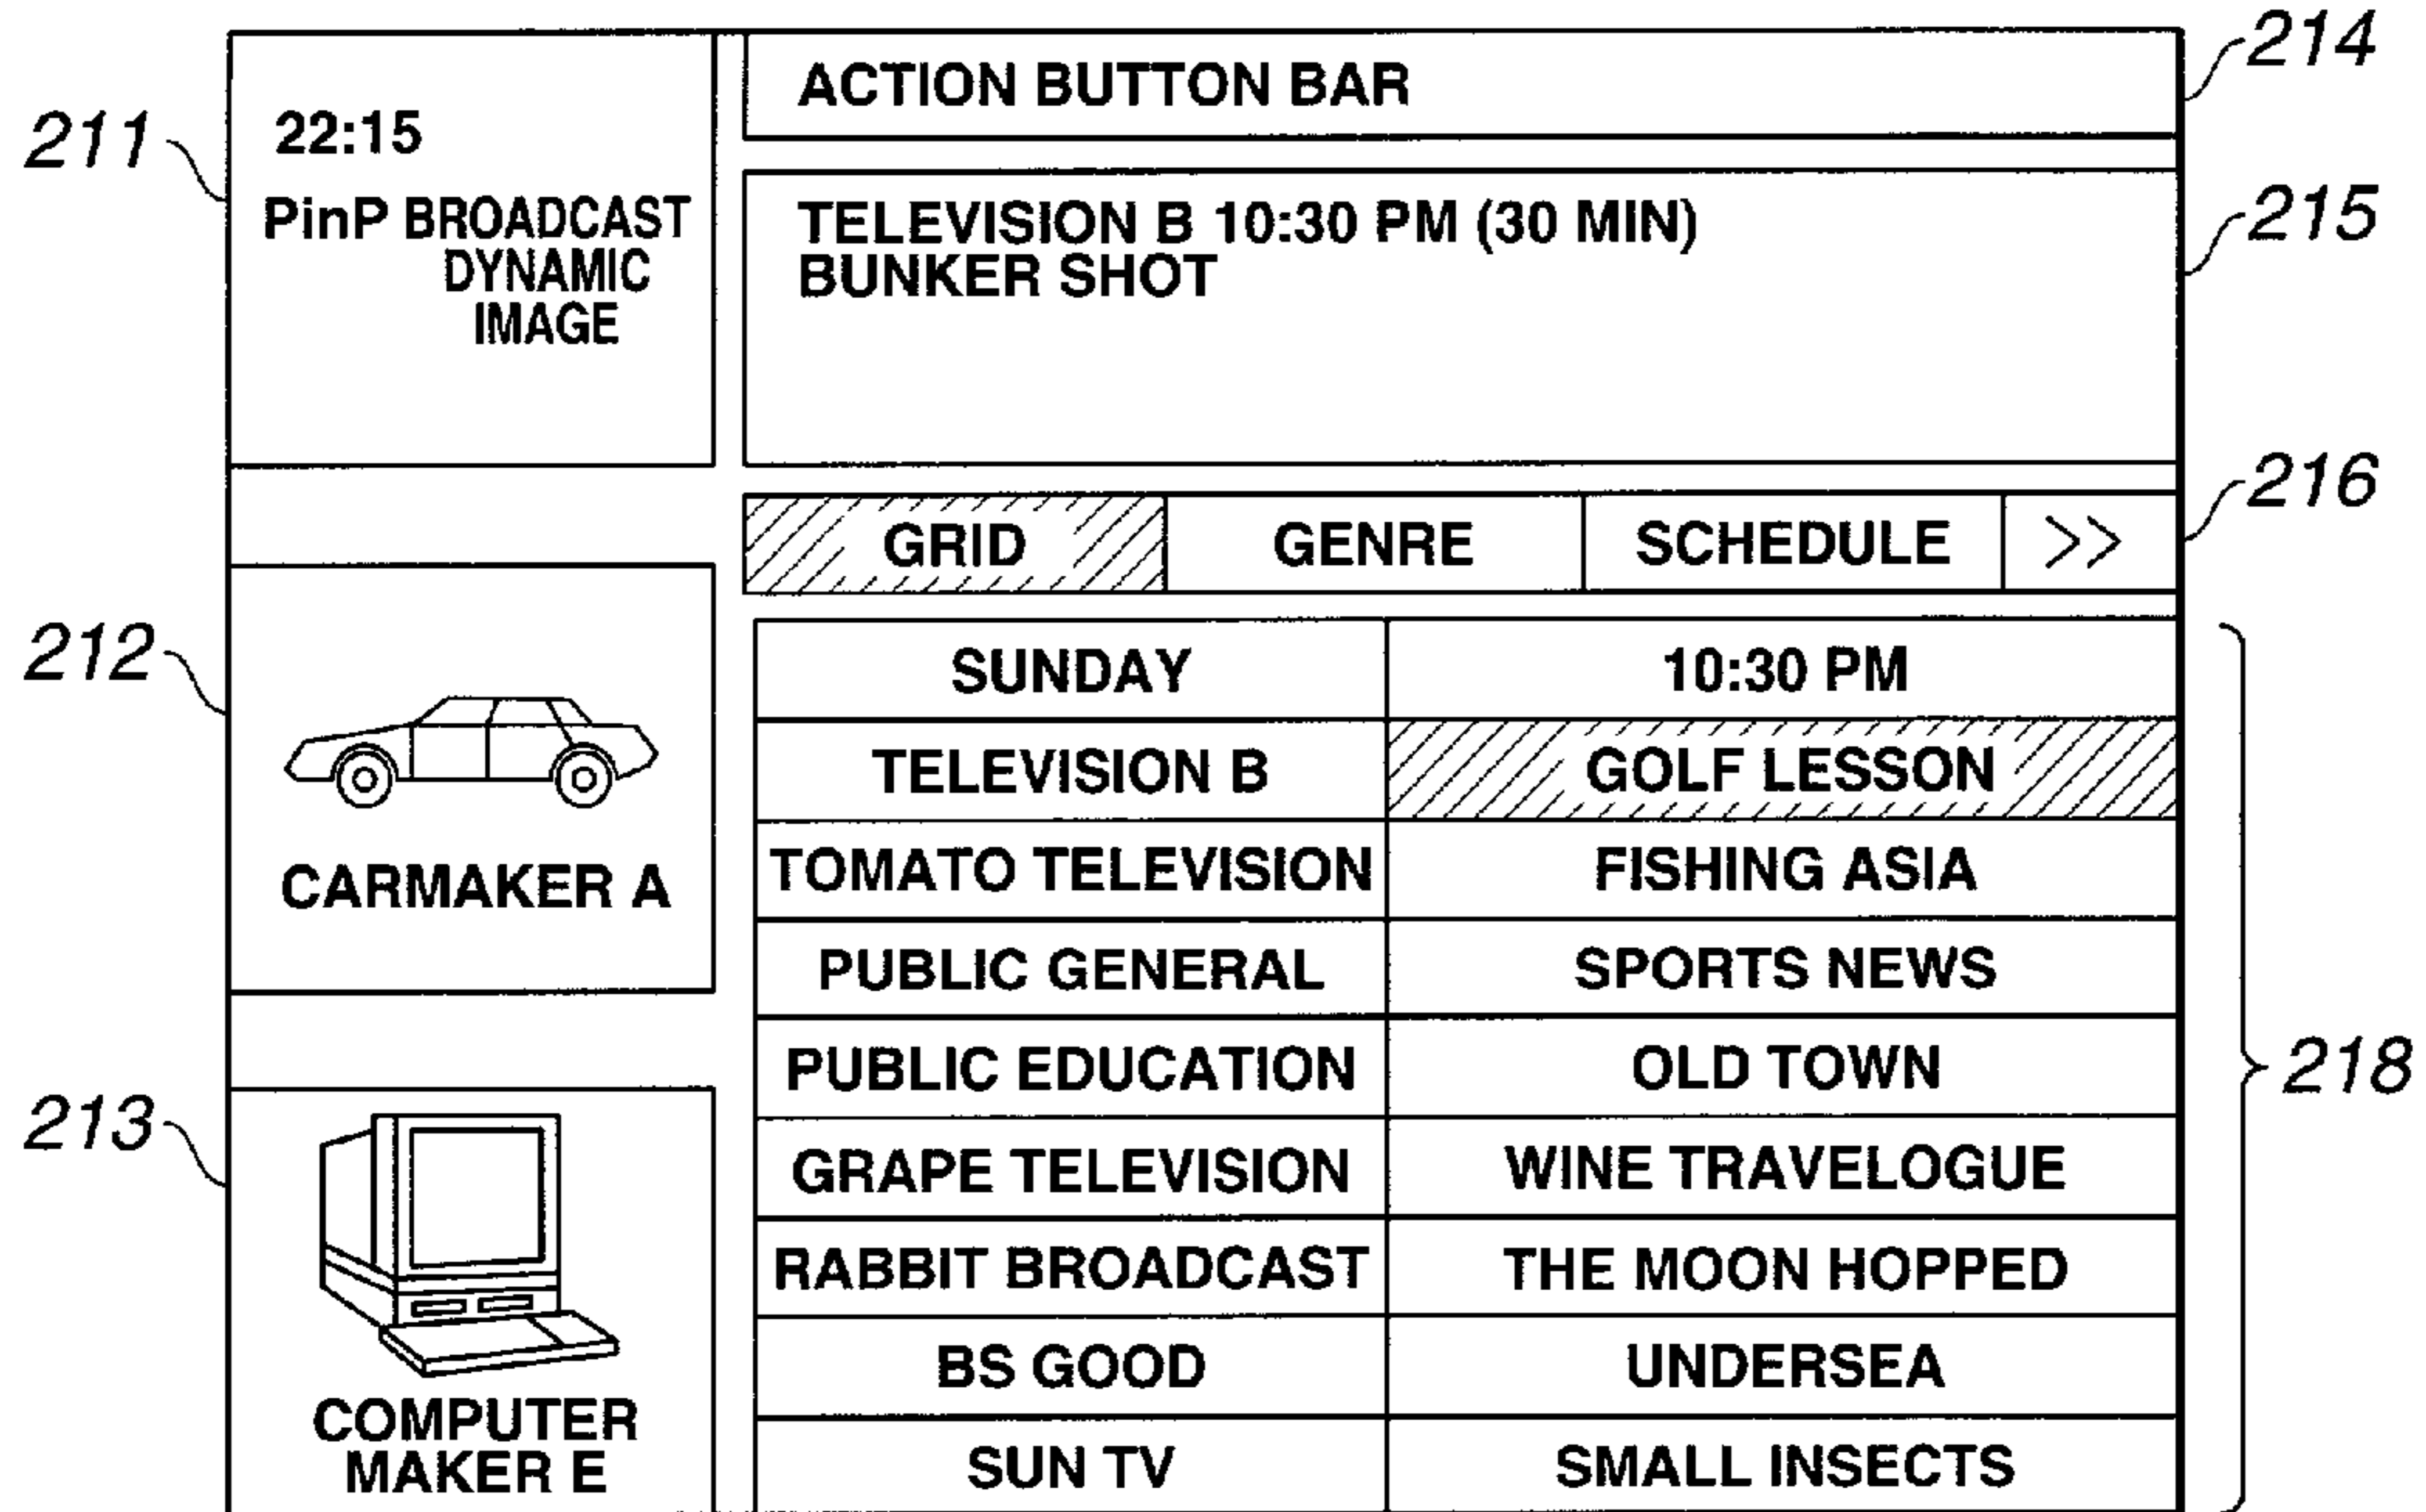 214
ACTION BUTTON BAR
211
22:15
PinP BROADCAST
DYNAMIC
IMAGE
215
TELEVISION B 10:30 PM (30 MIN)
BUNKER SHOT
216
GRID GENRE SCHEDULE >>
212
CARMAKER A
213
COMPUTER
MAKER E
SUNDAY 10:30 PM
TELEVISION B GOLF LESSON
TOMATO TELEVISION FISHING ASIA
PUBLIC GENERAL SPORTS NEWS
PUBLIC EDUCATION OLD TOWN
218
GRAPE TELEVISION WINE TRAVELOGUE
RABBIT BROADCAST THE MOON HOPPED
BS GOOD UNDERSEA
SUN TV SMALL INSECTS